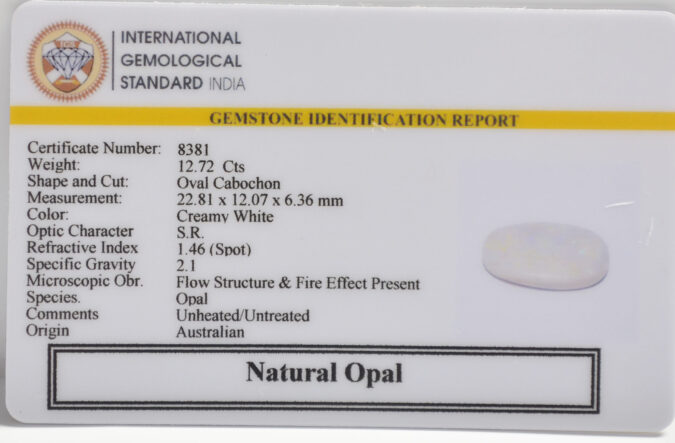 INTERNATIONAL
GEMOLOGICAL
STANDARD INDIA
GEMSTONE IDENTIFICATION REPORT
Certificate Number: 8381
Weight: 12.72 Cts
Shape and Cut: Oval Cabochon
Measurement: 22.81 x 12.07 x 6.36 mm
Color: Creamy White
Optic Character S.R.
Refractive Index 1.46 (Spot)
Specific Gravity 2.1
Microscopic Obr. Flow Structure & Fire Effect Present
Species. Opal
Comments Unheated/Untreated
Origin Australian
Natural Opal